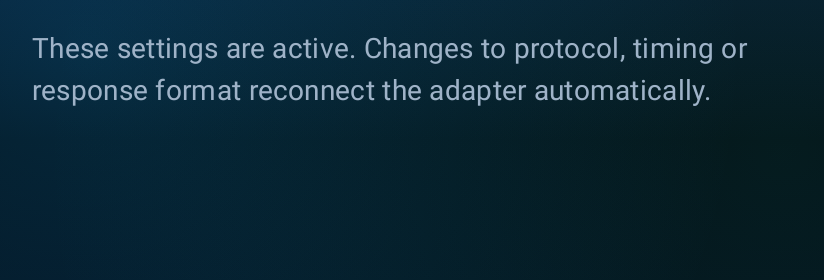 These settings are active. Changes to protocol, timing or
response format reconnect the adapter automatically.